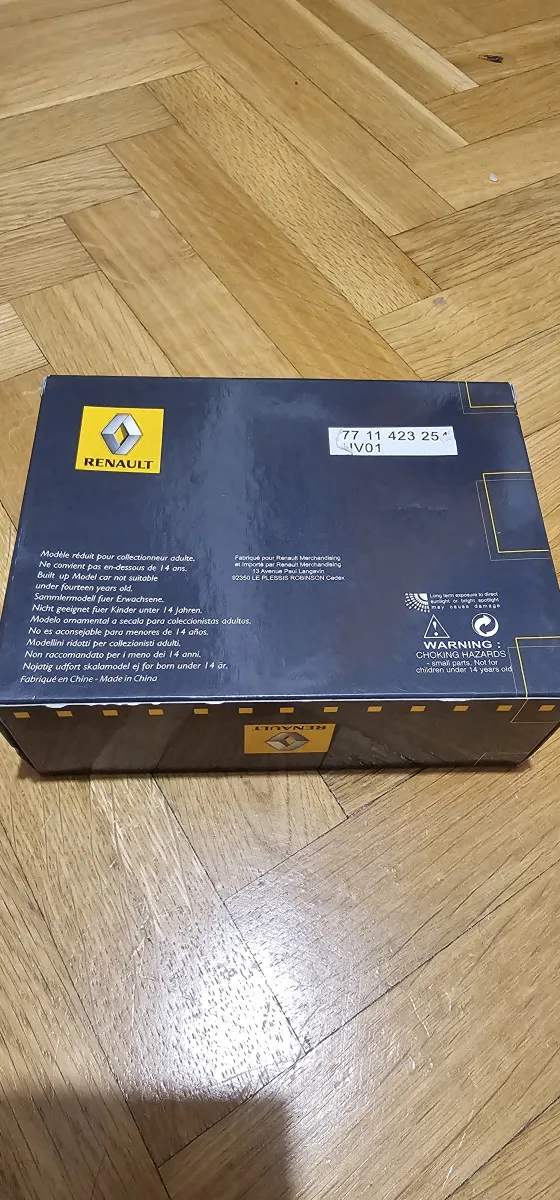 RENAULT
77 11 423 25
IV01
Modèle réduit pour collectionneur adulte.
Ne convient pas en-dessous de 14 ans.
Built up Model car not suitable
under fourteen years old.
Sammlermodell fuer Erwachsene.
Nicht geeignet fuer Kinder unter 14 Jahren.
Modelo ornamental a secala para coleccionistas adultos.
No es aconsejable para menores de 14 años.
Modellini ridotti per collezionisti adulti.
Non raccomandato per i meno dei 14 anni.
Nojatig udfort skalamodel ej for born under 14 år.
Fabriqué en Chine - Made in China
Fabriqué pour Renault Merchandising
et Importé par Renault Merchandising
13 Avenue Paul Langevin
92350 LE PLESSIS ROBINSON Cedex
Long term exposure to direct
sunlight or bright spotlight
may cause damage
WARNING :
CHOKING HAZARDS
- small parts. Not for
children under 14 years old
RENAULT